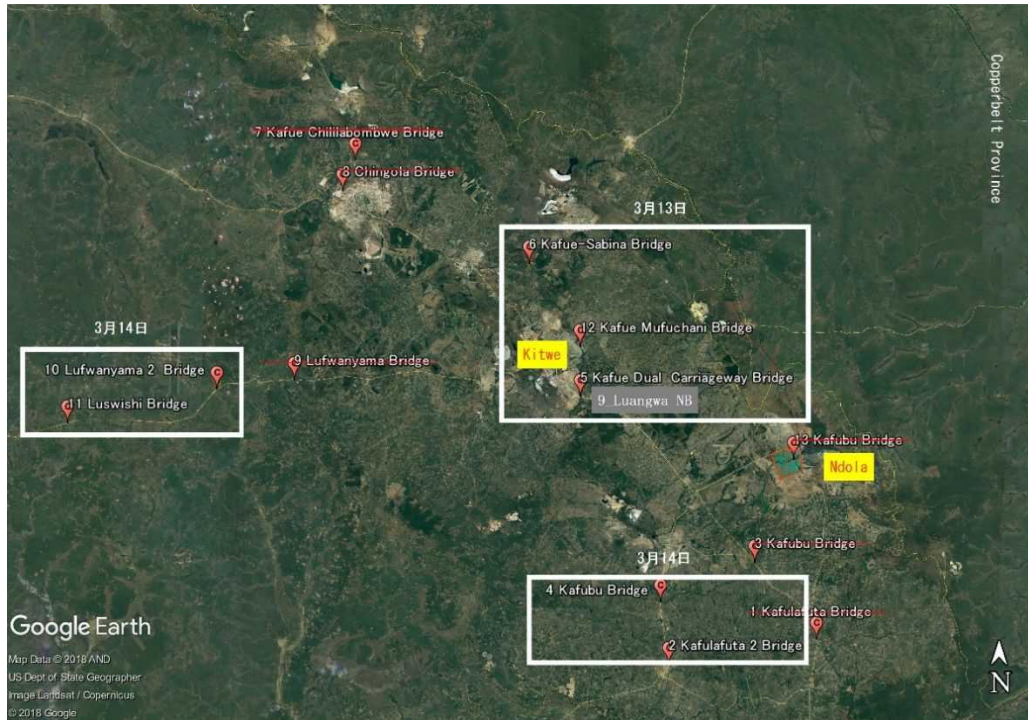 Copperbelt Province
7 Kafue Chililabombwe Bridge
8 Chingola Bridge
3月13日
6 Kafue-Sabina Bridge
12 Kafue Mufuchani Bridge
Kitwe
5 Kafue Dual Carriageway Bridge
9 Luangwa NB
3月14日
10 Lufwanyama 2 Bridge
11 Luswishi Bridge
9 Lufwanyama Bridge
13 Kafubu Bridge
Ndola
3 Kafubu Bridge
3月14日
4 Kafubu Bridge
1 Kafulafuta Bridge
2 Kafulafuta 2 Bridge
Google Earth
Map Data © 2018 AND
US Dept of State Geographer
Image Landsat / Copernicus
© 2018 Google
N